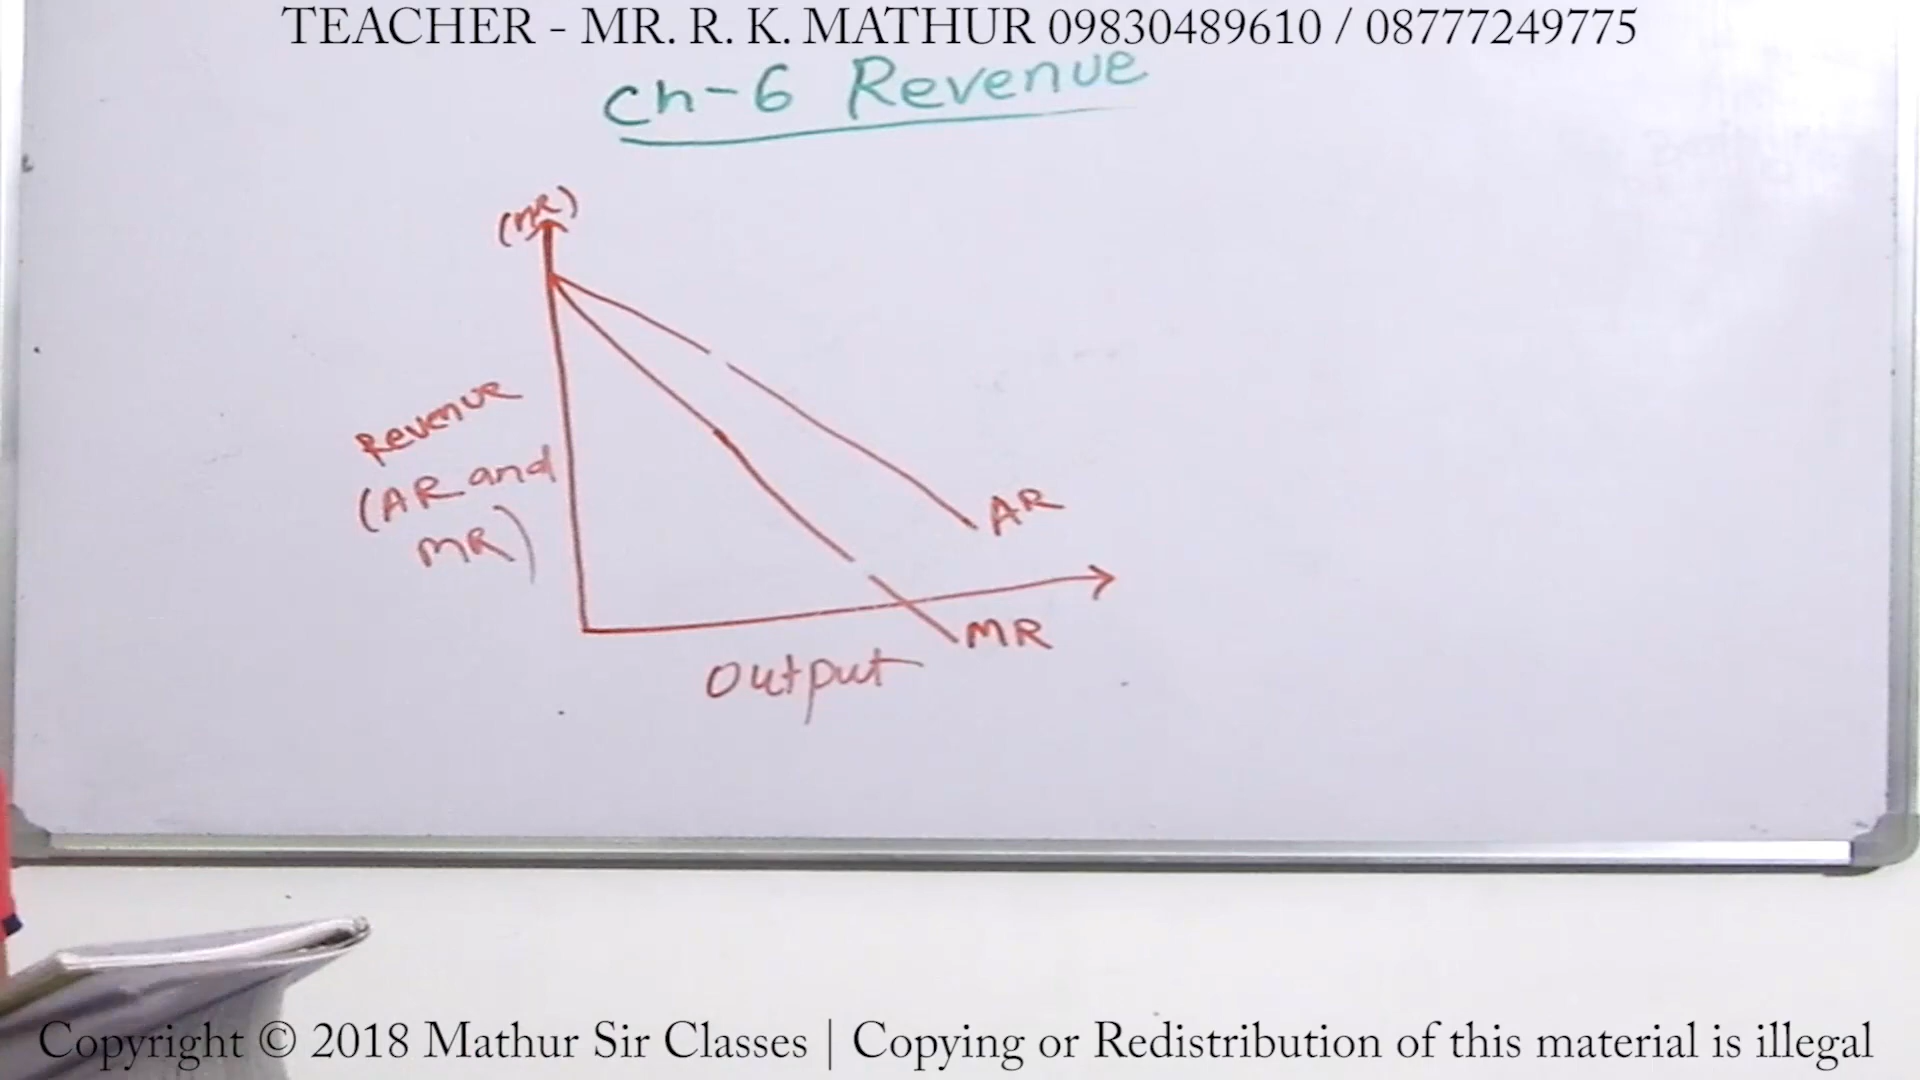 TEACHER - MR. R. K. MATHUR 09830489610 / 08777249775
Ch-6 Revenue
Revenue
(AR and
MR)
AR
MR
Output
Copyright © 2018 Mathur Sir Classes | Copying or Redistribution of this material is illegal